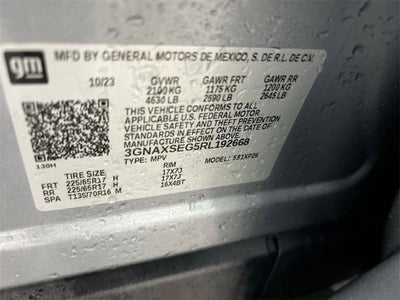 gm
MFD BY GENERAL MOTORS DE MEXICO, S. DE R.L. DE C.V.
10/23 GVWR GAWR FRT GAWR RR
2100 KG 1175 KG 1200 KG
4630 LB 2590 LB 2645 LB
THIS VEHICLE CONFORMS TO ALL
APPLICABLE U.S. FEDERAL MOTOR VEHICLE
SAFETY AND THEFT PREVENTION STANDARDS
IN EFFECT ON THE DATE OF
MANUFACTURE SHOWN ABOVE.
3GNAXSEG5RL192668
TYPE: MPV MODEL:
TIRE SIZE RIM
FRT 225/65R17 H 17X7J
RR 225/65R17 H 17X7J
SPA T135/70R16 M 16X4BT